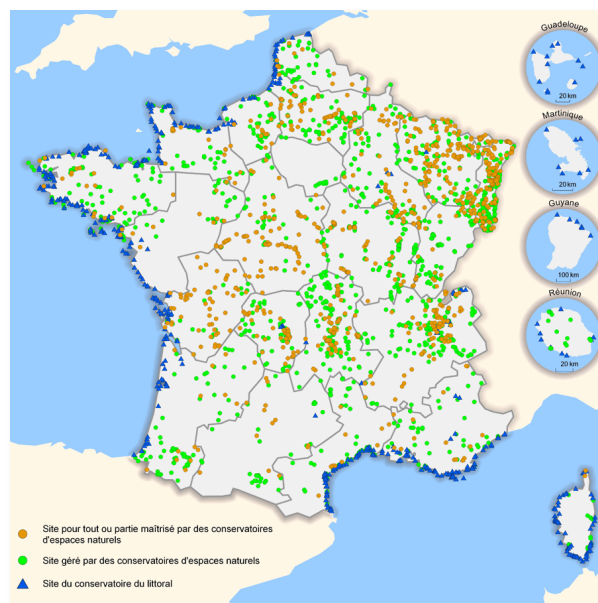 Guadeloupe
20 km
Martinique
20 km
Guyane
100 km
Réunion
20 km
Site pour tout ou partie maîtrisé par des conservatoires
d'espaces naturels
Site géré par des conservatoires d'espaces naturels
Site du conservatoire du littoral